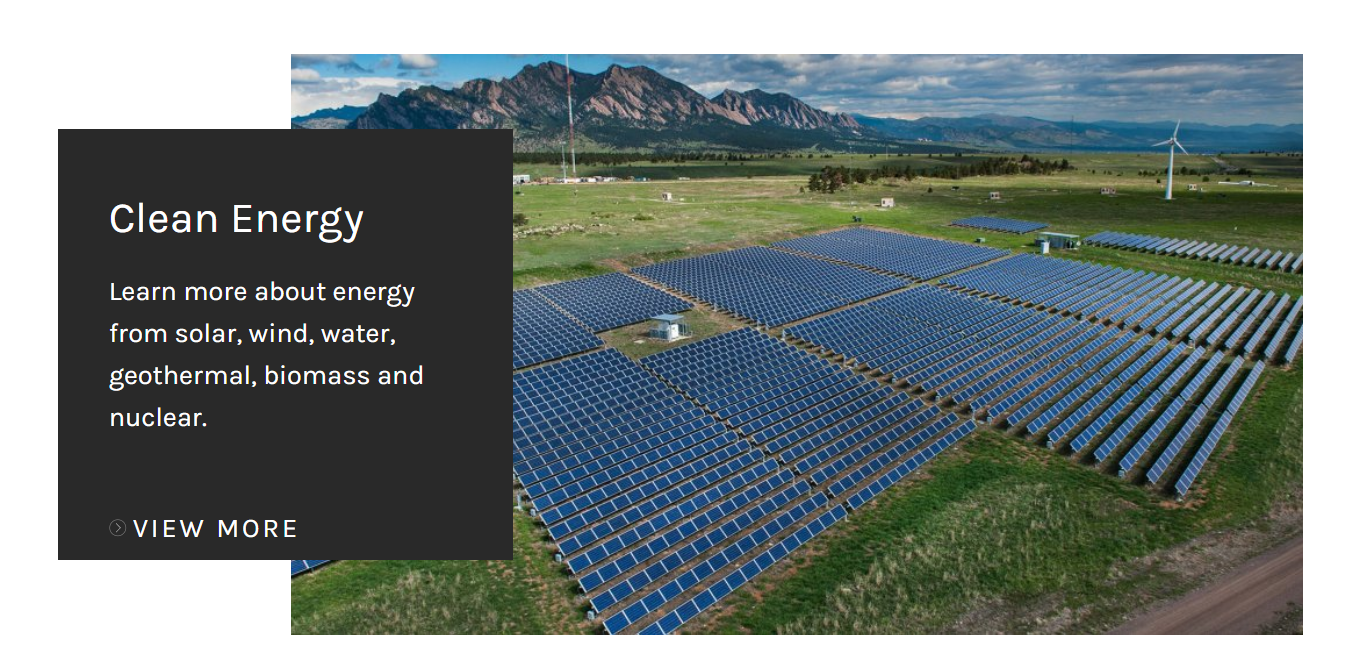 Clean Energy
Learn more about energy
from solar, wind, water,
geothermal, biomass and
nuclear.
VIEW MORE